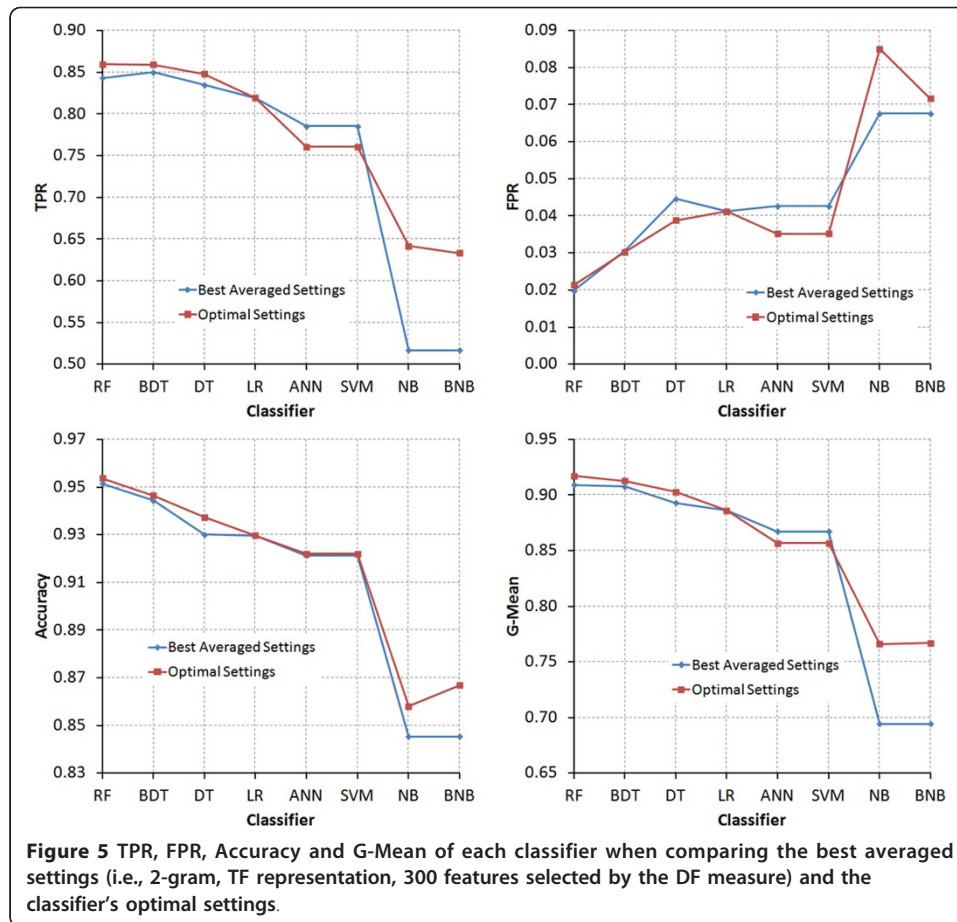 0.90
0.85
0.80
0.75
0.70
0.65
0.60
0.55
0.50
TPR
Best Averaged Settings
Optimal Settings
RF BDT DT LR ANN SVM NB BNB
Classifier
0.09
0.08
0.07
0.06
0.05
0.04
0.03
0.02
0.01
0.00
FPR
Best Averaged Settings
Optimal Settings
RF BDT DT LR ANN SVM NB BNB
Classifier
0.97
0.95
0.93
0.91
0.89
0.87
0.85
0.83
Accuracy
Best Averaged Settings
Optimal Settings
RF BDT DT LR ANN SVM NB BNB
Classifier
0.95
0.90
0.85
0.80
0.75
0.70
0.65
G-Mean
Best Averaged Settings
Optimal Settings
RF BDT DT LR ANN SVM NB BNB
Classifier
Figure 5 TPR, FPR, Accuracy and G-Mean of each classifier when comparing the best averaged
settings (i.e., 2-gram, TF representation, 300 features selected by the DF measure) and the
classifier's optimal settings.